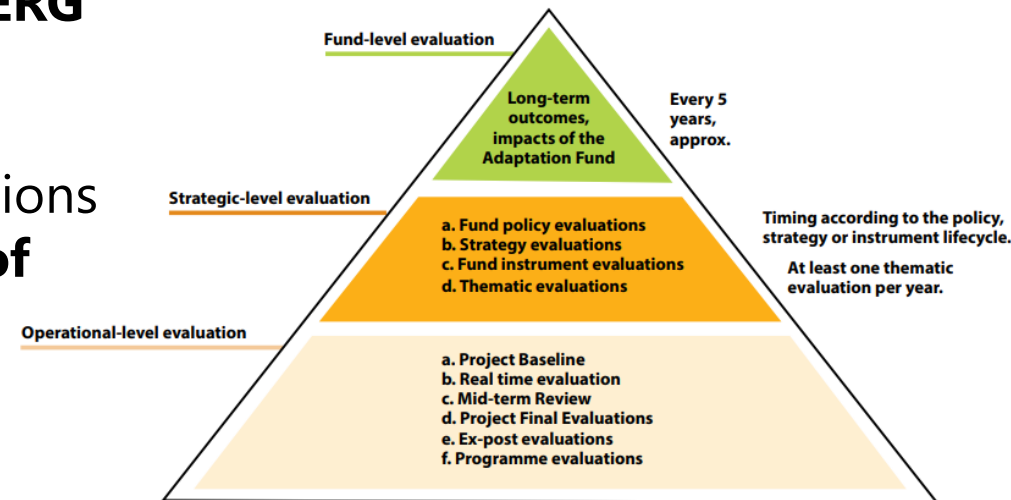 ERG
Fund-level evaluation
Long-term
outcomes,
impacts of the
Adaptation Fund
Every 5
years,
approx.
ions
of
Strategic-level evaluation
a. Fund policy evaluations
b. Strategy evaluations
c. Fund instrument evaluations
d. Thematic evaluations
Timing according to the policy,
strategy or instrument lifecycle.
At least one thematic
evaluation per year.
Operational-level evaluation
a. Project Baseline
b. Real time evaluation
c. Mid-term Review
d. Project Final Evaluations
e. Ex-post evaluations
f. Programme evaluations